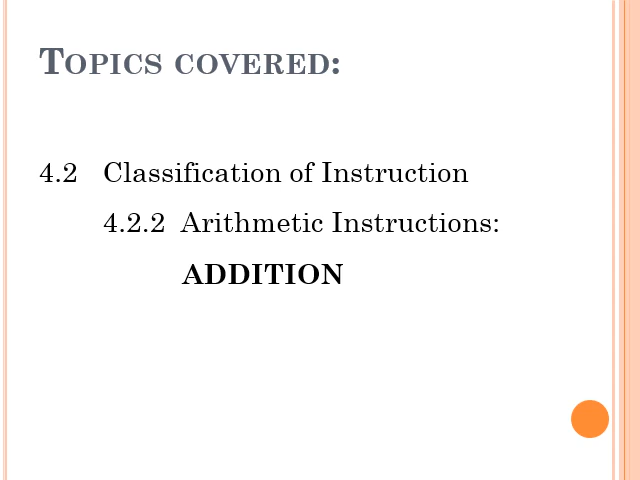 TOPICS COVERED:
4.2 Classification of Instruction
4.2.2 Arithmetic Instructions:
ADDITION